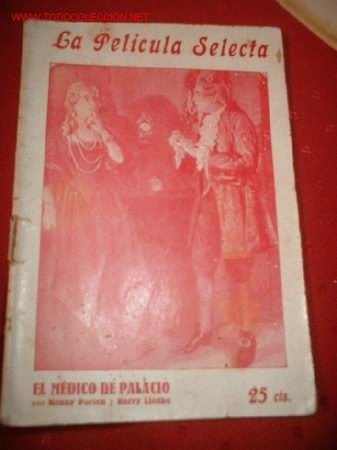 WWW.TODOCOLECCION.NET
La Película Selecta
EL MÉDICO DE PALACIO
por Henny Porten y Harry Liedke
25 cts.